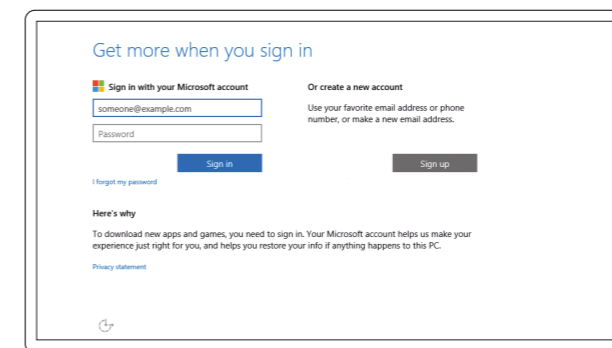 Get more when you sign in
Sign in with your Microsoft account
someone@example.com
Password
Sign in
I forgot my password
Or create a new account
Use your favorite email address or phone
number, or make a new email address.
Sign up
Here's why
To download new apps and games, you need to sign in. Your Microsoft account helps us make your
experience just right for you, and helps you restore your info if anything happens to this PC.
Privacy statement